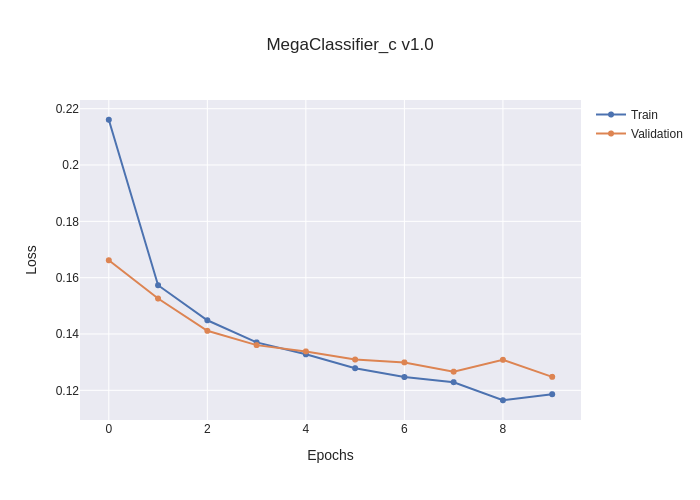 MegaClassifier_c v1.0
Train
Validation
Loss
0.22
0.2
0.18
0.16
0.14
0.12
0 2 4 6 8
Epochs